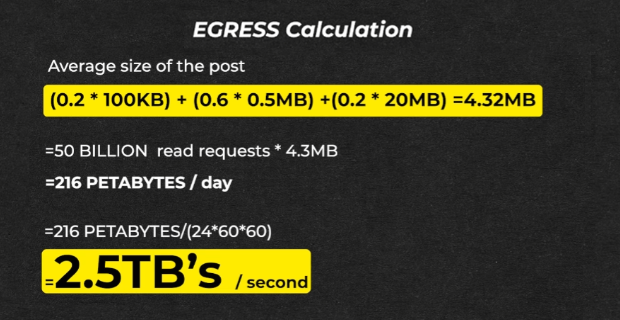 EGRESS Calculation
Average size of the post
(0.2 * 100KB) + (0.6 * 0.5MB) +(0.2 * 20MB) =4.32MB
=50 BILLION read requests * 4.3MB
=216 PETABYTES / day
=216 PETABYTES/(24*60*60)
=2.5TB's / second